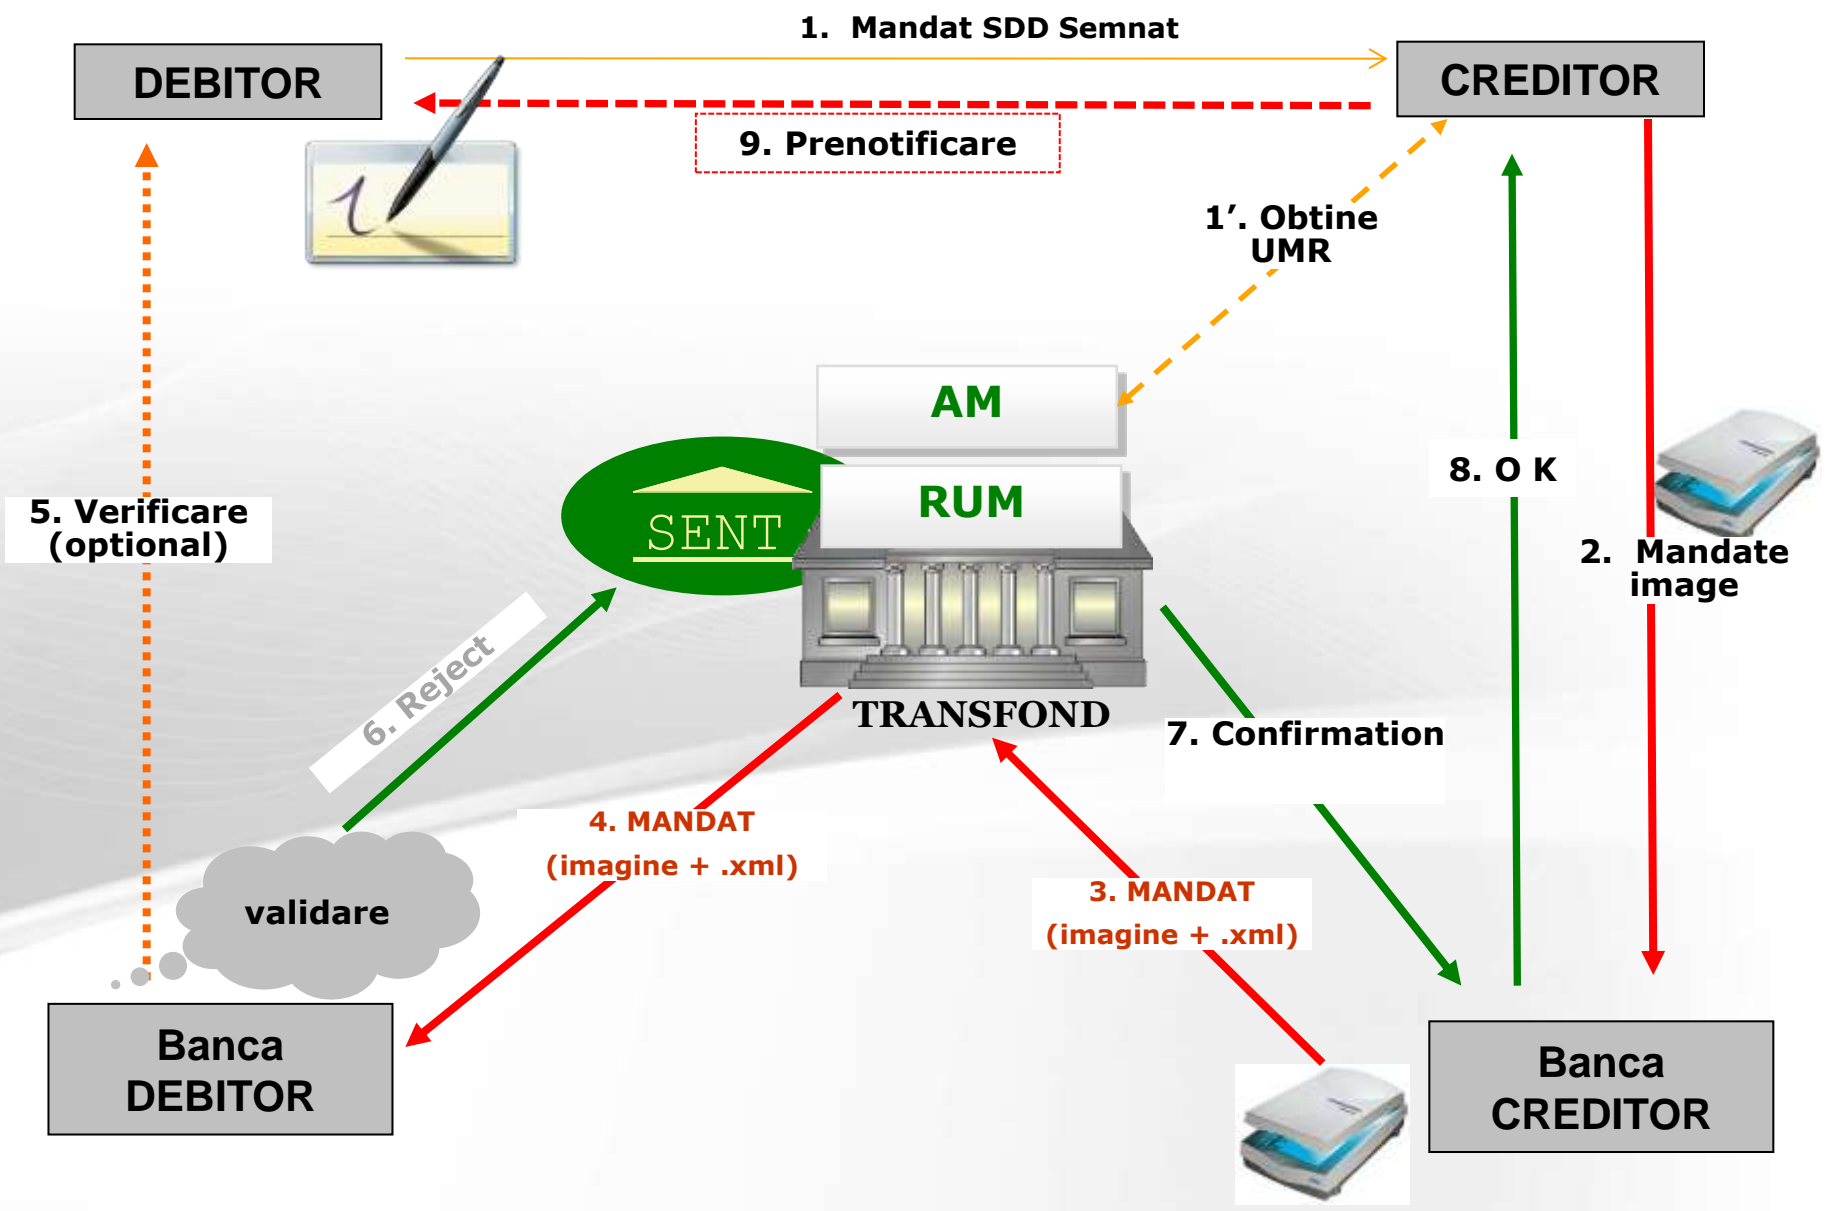 1. Mandat SDD Semnat
DEBITOR
CREDITOR
9. Prenotificare
1’. Obtine
UMR
AM
RUM
SENT
8. O K
5. Verificare
(optional)
2. Mandate
image
6. Reject
TRANSFOND
7. Confirmation
4. MANDAT
(imagine + .xml)
3. MANDAT
(imagine + .xml)
validare
Banca
DEBITOR
Banca
CREDITOR